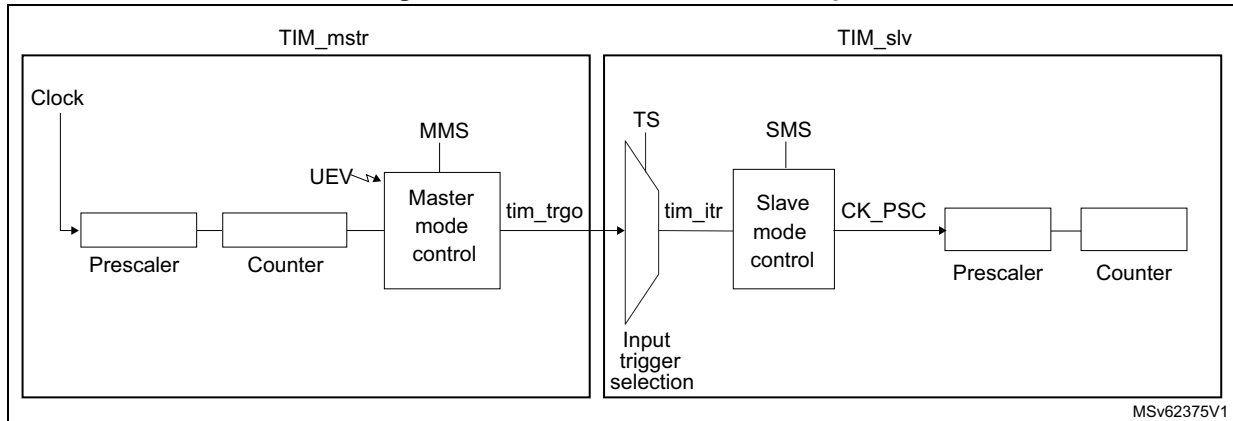 TIM_mstr
Clock
UEV
MMS
Master
mode
control
tim_trgo
Prescaler
Counter
TIM_slv
TS
Input
trigger
selection
tim_itr
SMS
Slave
mode
control
CK_PSC
Prescaler
Counter
MSv62375V1